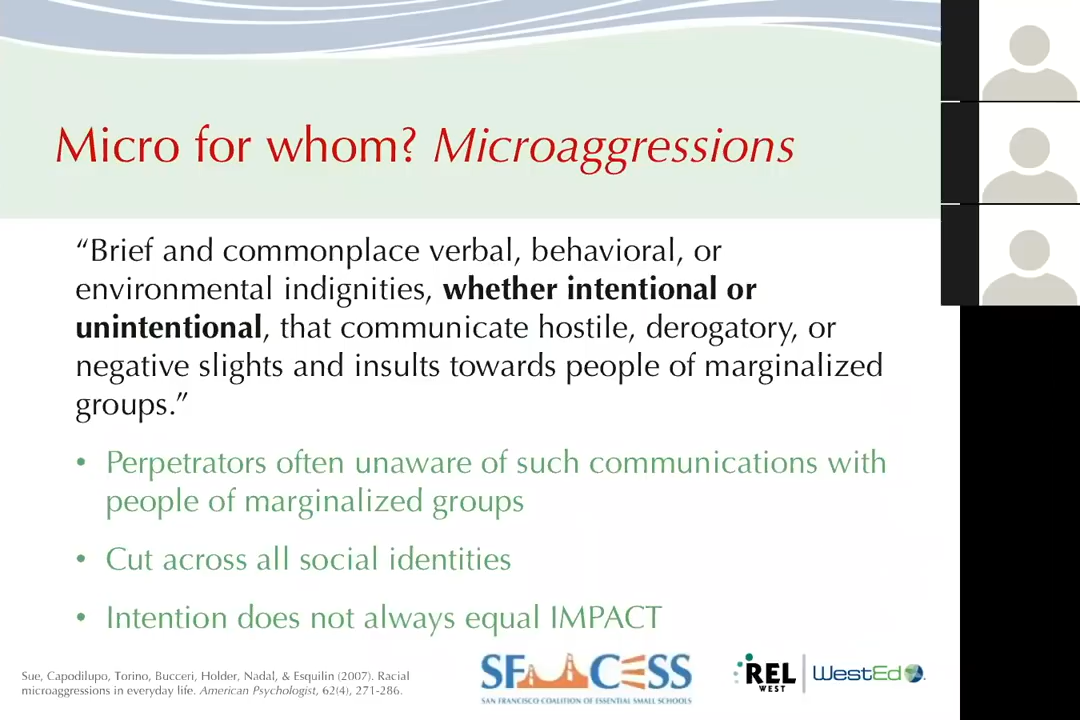 Micro for whom? Microaggressions
“Brief and commonplace verbal, behavioral, or
environmental indignities, whether intentional or
unintentional, that communicate hostile, derogatory, or
negative slights and insults towards people of marginalized
groups.”
• Perpetrators often unaware of such communications with
people of marginalized groups
• Cut across all social identities
• Intention does not always equal IMPACT
Sue, Capodilupo, Torino, Bucceri, Holder, Nadal, & Esquilin (2007). Racial
microaggressions in everyday life. American Psychologist, 62(4), 271-286.
SF CESS
SAN FRANCISCO COALITION OF ESSENTIAL SMALL SCHOOLS
REL
WEST
WestEd